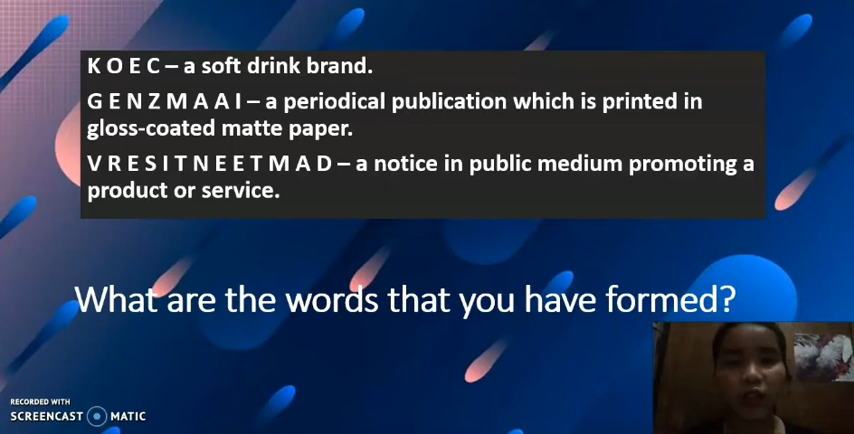 K O E C – a soft drink brand.
G E N Z M A A I – a periodical publication which is printed in
gloss-coated matte paper.
V R E S I T N E E T M A D – a notice in public medium promoting a
product or service.
What are the words that you have formed?
RECORDED WITH
SCREENCAST MATIC